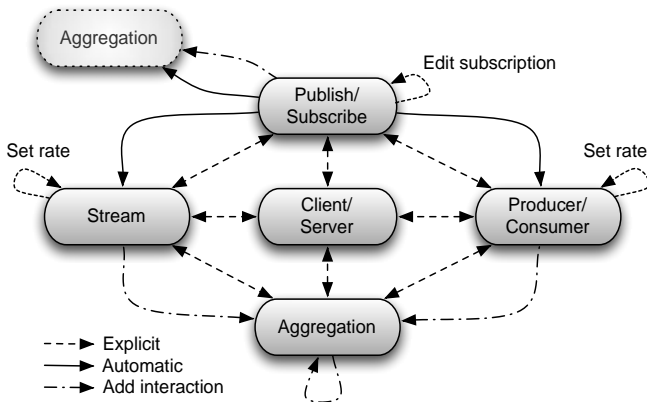 Aggregation
Edit subscription
Publish/
Subscribe
Set rate
Set rate
Stream
Client/
Server
Producer/
Consumer
Aggregation
Explicit
Automatic
Add interaction